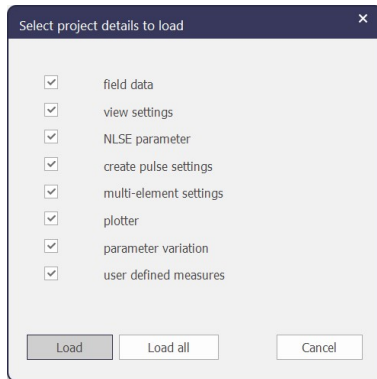 Select project details to load
field data
view settings
NLSE parameter
create pulse settings
multi-element settings
plotter
parameter variation
user defined measures
Load Load all Cancel